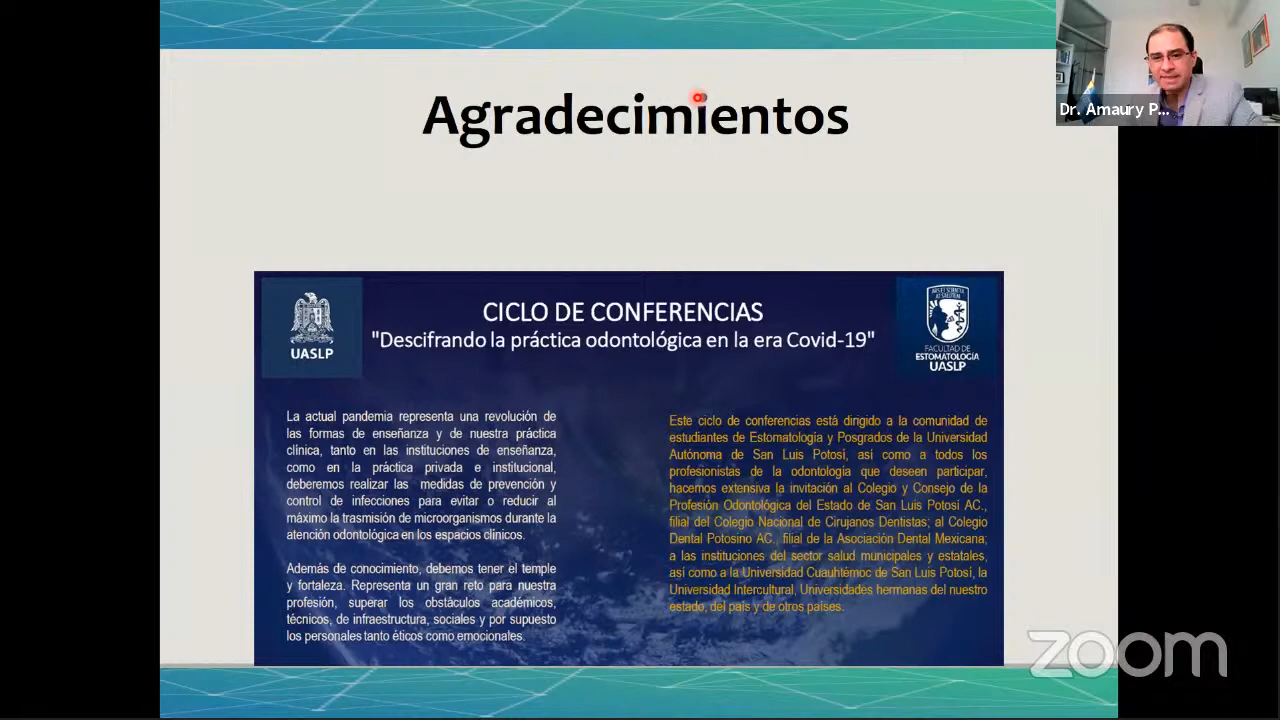 Agradecimientos
Dr. Amaury P...
UASLP
CICLO DE CONFERENCIAS
"Descifrando la práctica odontológica en la era Covid-19"
FACULTAD DE
ESTOMATOLOGÍA
UASLP
La actual pandemia representa una revolución de
las formas de enseñanza y de nuestra práctica
clínica, tanto en las instituciones de enseñanza,
como en la práctica privada e institucional,
deberemos realizar las medidas de prevención y
control de infecciones para evitar o reducir al
máximo la trasmisión de microorganismos durante la
atención odontológica en los espacios clínicos.
Además de conocimiento, debemos tener el temple
y fortaleza. Representa un gran reto para nuestra
profesión, superar los obstáculos académicos,
técnicos, de infraestructura, sociales y por supuesto
los personales tanto éticos como emocionales.
Este ciclo de conferencias está dirigido a la comunidad de
estudiantes de Estomatología y Posgrados de la Universidad
Autónoma de San Luis Potosí, así como a todos los
profesionistas de la odontología que deseen participar,
hacemos extensiva la invitación al Colegio y Consejo de la
Profesión Odontológica del Estado de San Luis Potosí AC.,
filial del Colegio Nacional de Cirujanos Dentistas; al Colegio
Dental Potosino AC., filial de la Asociación Dental Mexicana;
a las instituciones del sector salud municipales y estatales,
así como a la Universidad Cuauhtémoc de San Luis Potosí, la
Universidad Intercultural, Universidades hermanas del nuestro
estado, del país y de otros países.
zoom